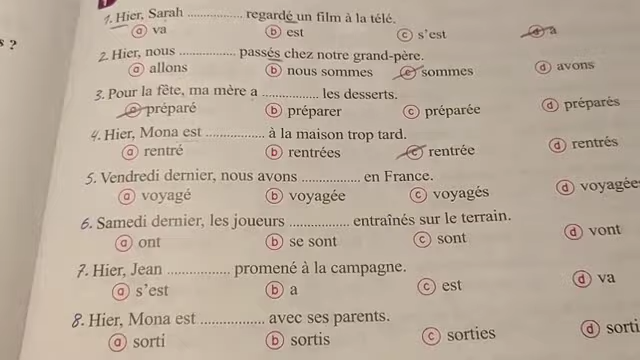 s ?
1. Hier, Sarah ................ regardé un film à la télé.
a va b est c s'est d a
2. Hier, nous ................ passés chez notre grand-père.
a allons b nous sommes c sommes d avons
3. Pour la fête, ma mère a ................ les desserts.
a préparé b préparer c préparée d préparés
4. Hier, Mona est ................ à la maison trop tard.
a rentré b rentrées c rentrée d rentrés
5. Vendredi dernier, nous avons ................ en France.
a voyagé b voyagée c voyagés d voyagée
6. Samedi dernier, les joueurs ................ entraînés sur le terrain.
a ont b se sont c sont d vont
7. Hier, Jean ................ promené à la campagne.
a s'est b a c est d va
8. Hier, Mona est ................ avec ses parents.
a sorti b sortis c sorties d sorti